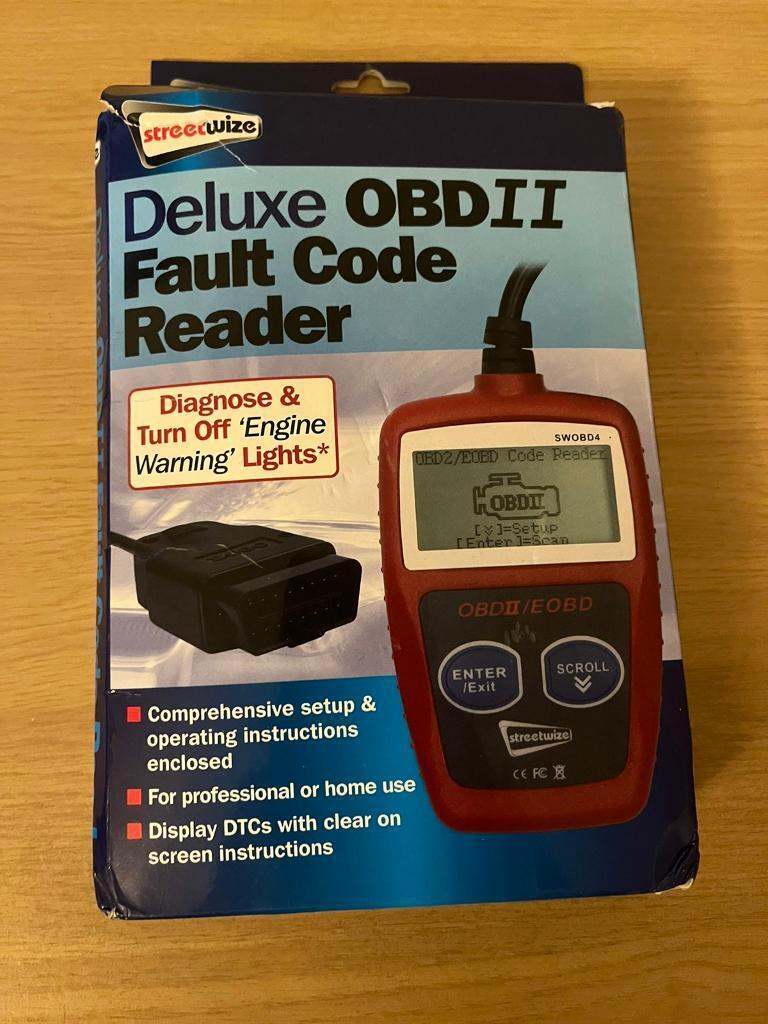 streetwize
Deluxe OBDII
Fault Code
Reader
Diagnose &
Turn Off 'Engine
Warning' Lights*
SWOBD4
OBD2/EOBD Code Reader
OBDII
[⩔]=Setup
[Enter]=Scan
OBDII/EOBD
ENTER
/Exit
SCROLL
streetwize
CE FC
Comprehensive setup &
operating instructions
enclosed
For professional or home use
Display DTCs with clear on
screen instructions